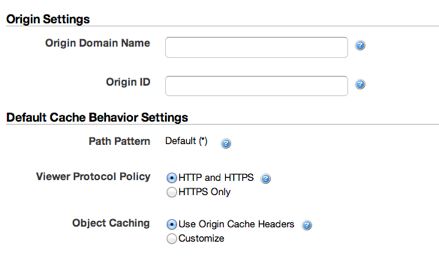 Origin Settings
Origin Domain Name
Origin ID
Default Cache Behavior Settings
Path Pattern Default (*)
Viewer Protocol Policy HTTP and HTTPS
HTTPS Only
Object Caching Use Origin Cache Headers
Customize